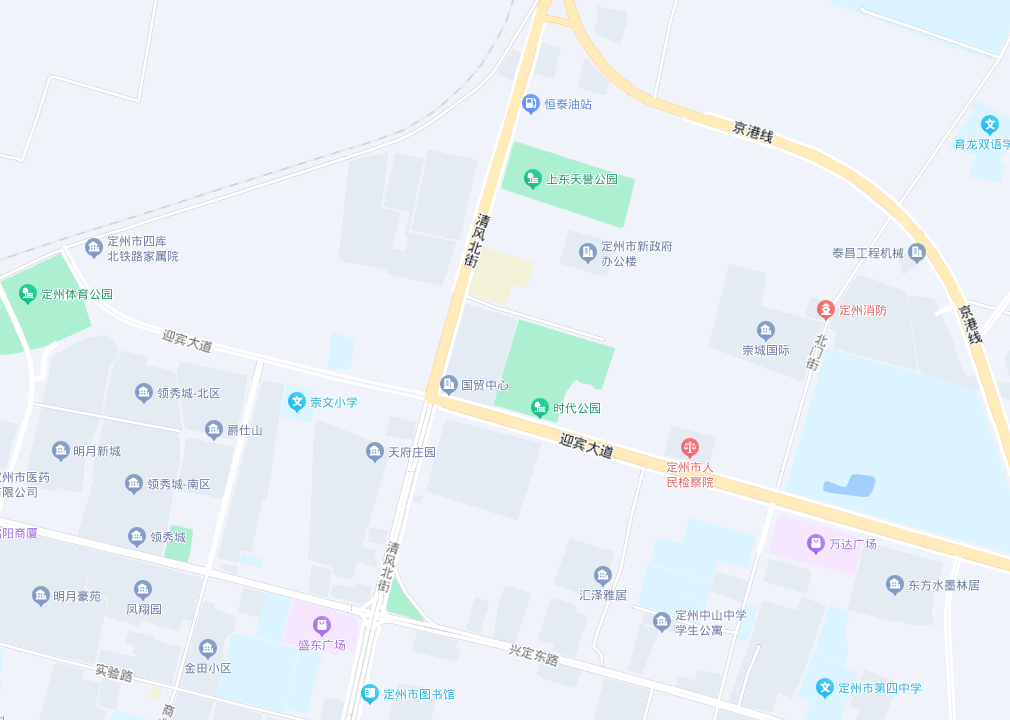 恒泰油站
京港线
育龙双语学
上东天誉公园
清风北街
定州市四库
北铁路家属院
定州市新政府
办公楼
泰昌工程机械
定州体育公园
定州消防
京港线
迎宾大道
北门街
崇城国际
国贸中心
领秀城-北区
崇文小学
时代公园
爵仕山
迎宾大道
明月新城
天府庄园
定州市人
民检察院
州市医药
限公司
领秀城-南区
阳商厦
领秀城
万达广场
清风北街
汇泽雅居
东方水墨林居
明月豪苑
凤翔园
定州中山中学
学生公寓
盛东广场
兴定东路
金田小区
实验路
定州市图书馆
定州市第四中学
商